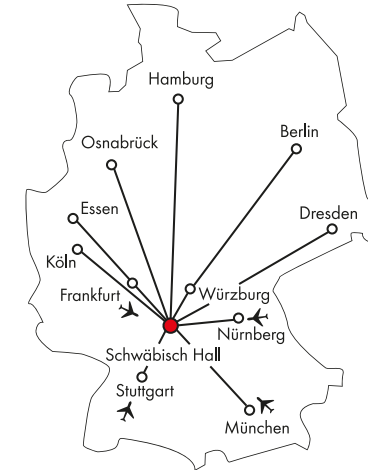 Hamburg
Berlin
Osnabrück
Essen
Dresden
Köln
Frankfurt
Würzburg
Nürnberg
Schwäbisch Hall
Stuttgart
München